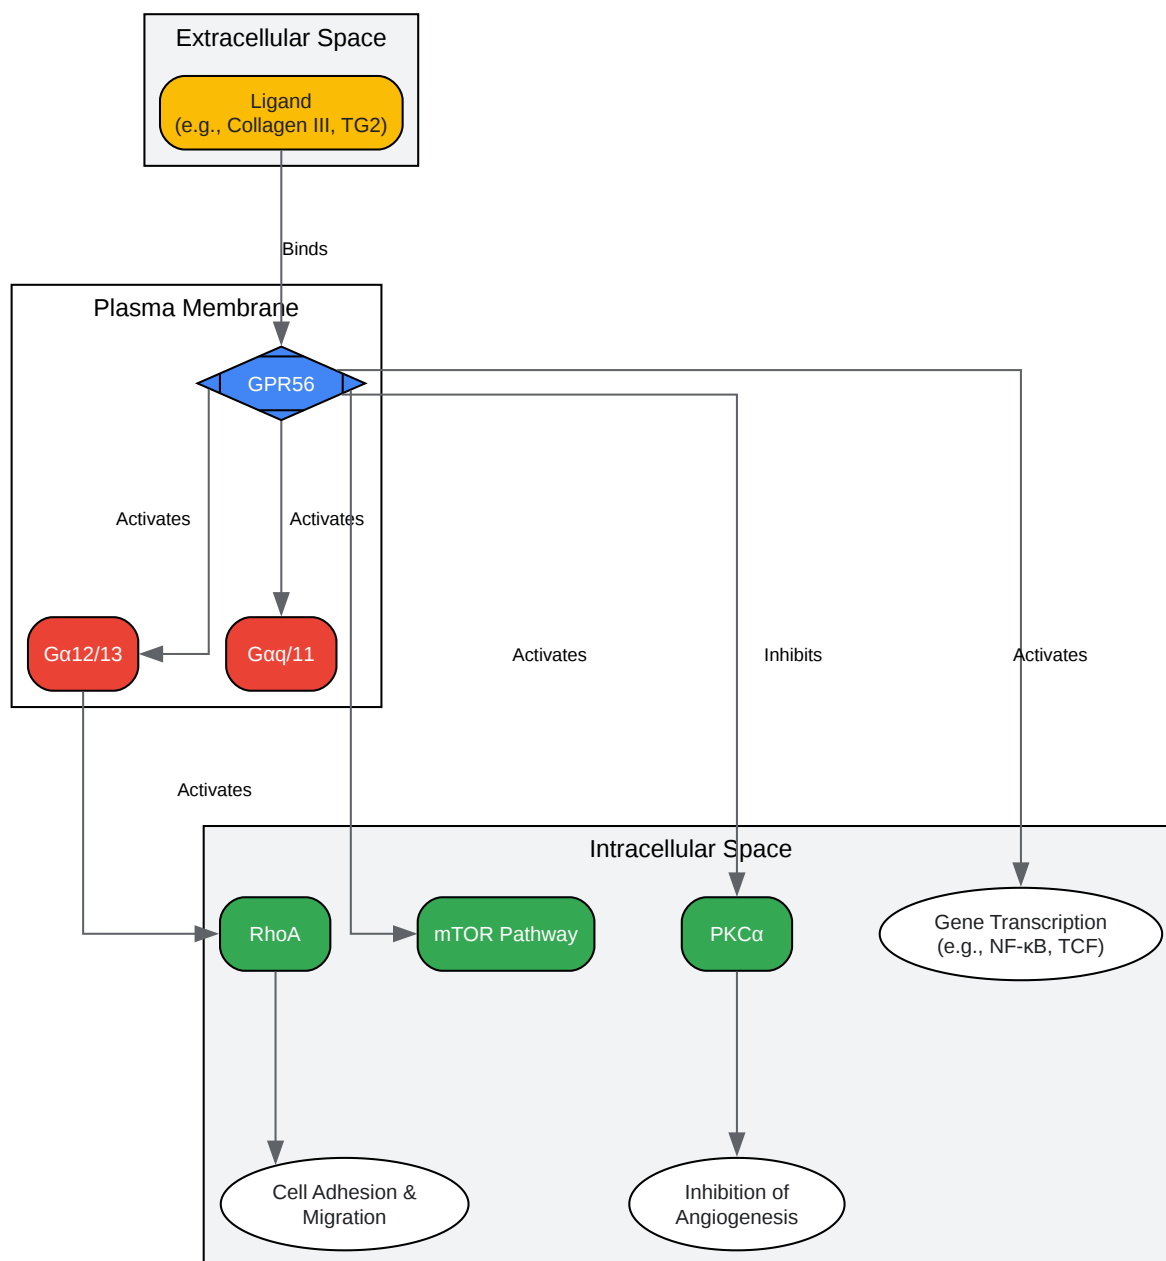 Extracellular Space
Ligand
(e.g., Collagen III, TG2)
Binds
Plasma Membrane
GPR56
Activates
Activates
Gα12/13
Gαq/11
Activates
Inhibits
Activates
Activates
Intracellular Space
RhoA
mTOR Pathway
PKCα
Gene Transcription
(e.g., NF-κB, TCF)
Cell Adhesion &
Migration
Inhibition of
Angiogenesis